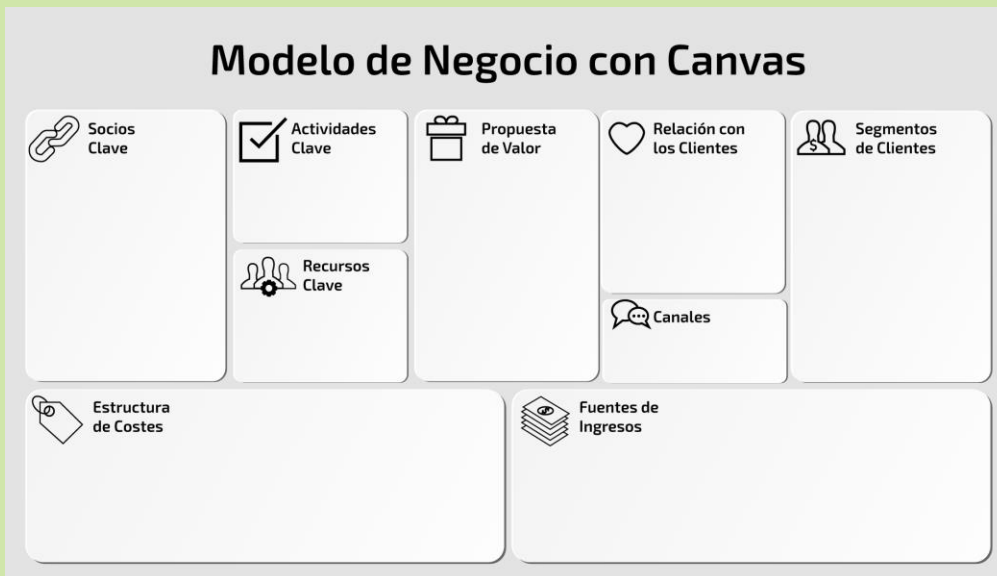 Modelo de Negocio con Canvas
Socios
Clave
Actividades
Clave
Recursos
Clave
Propuesta
de Valor
Relación con
los Clientes
Canales
Segmentos
de Clientes
Estructura
de Costes
Fuentes de
Ingresos